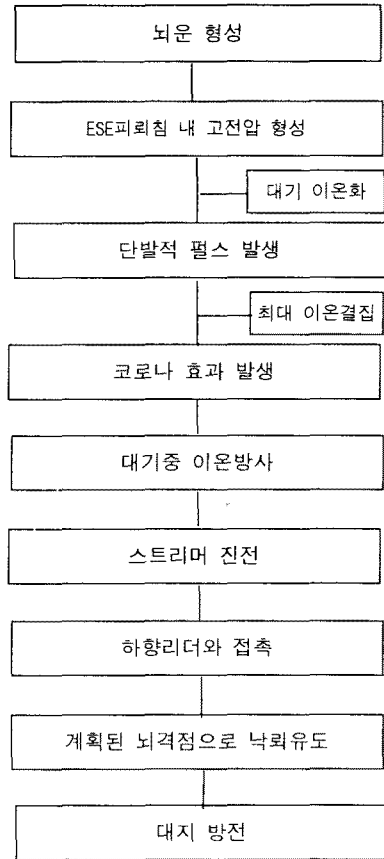 뇌운 형성
ESE피뢰침 내 고전압 형성
대기 이온화
단발적 펄스 발생
최대 이온결집
코로나 효과 발생
대기중 이온방사
스트리머 진전
하향리더와 접촉
계획된 뇌격점으로 낙뢰유도
대지 방전